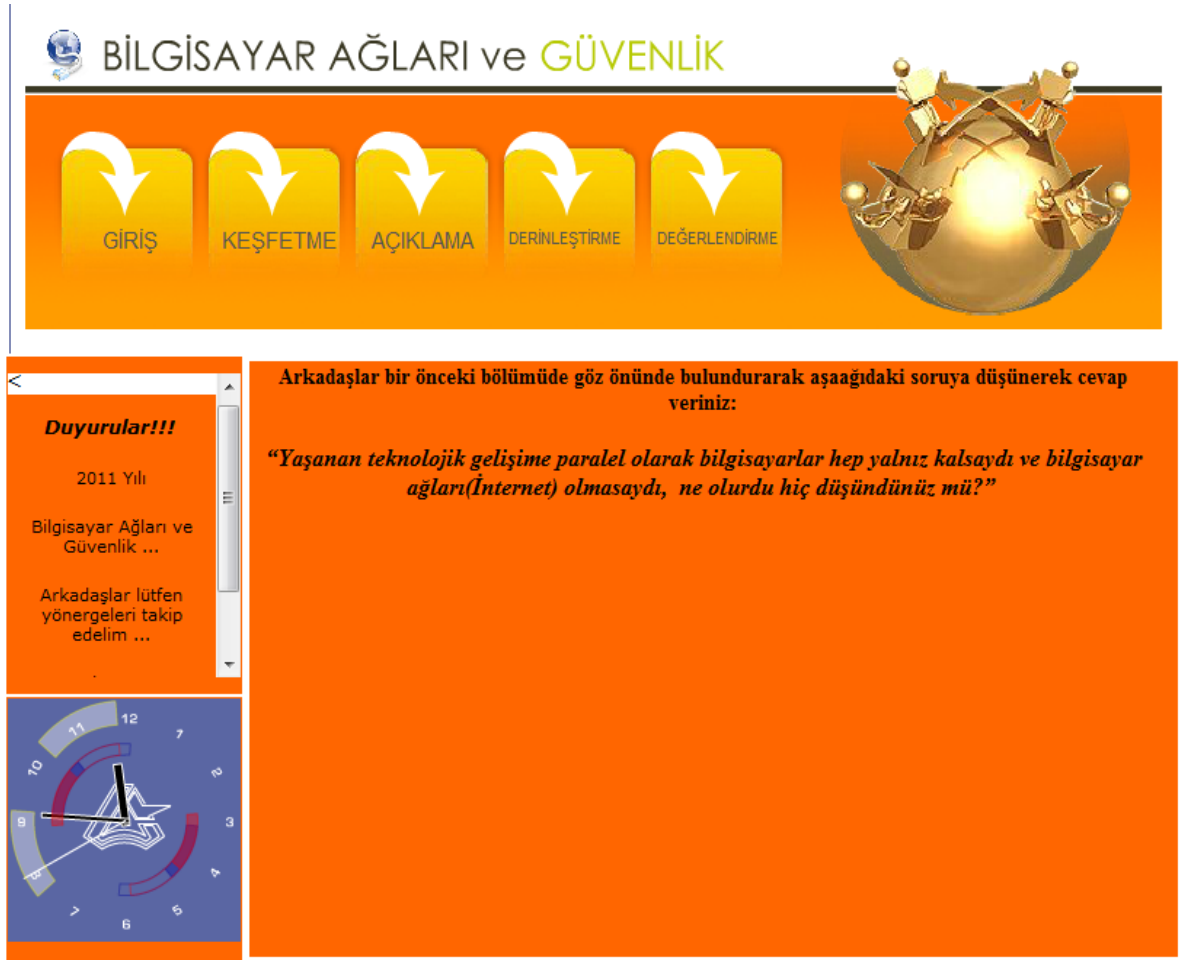 BİLGİSAYAR AĞLARI ve GÜVENLİK
GİRİŞ
KEŞFETME
AÇIKLAMA
DERİNLEŞTİRME
DEĞERLENDİRME
<
Duyurular!!!
2011 Yılı
Bilgisayar Ağları ve
Güvenlik ...
Arkadaşlar lütfen
yönergeleri takip
edelim ...
.
Arkadaşlar bir önceki bölümüde göz önünde bulundurarak aşaağıdaki soruya düşünerek cevap
veriniz:
“Yaşanan teknolojik gelişime paralel olarak bilgisayarlar hep yalnız kalsaydı ve bilgisayar
ağları(İnternet) olmasaydı, ne olurdu hiç düşündünüz mü?”
12
1
2
3
4
5
6
7
8
9
10
11